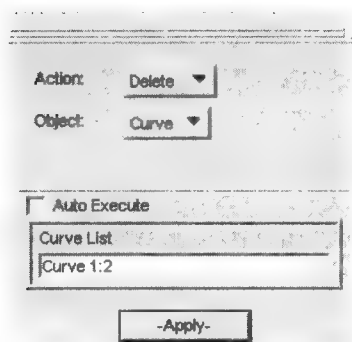 Action: Delete
Object: Curve
Auto Execute
Curve List
Curve 1:2
-Apply-